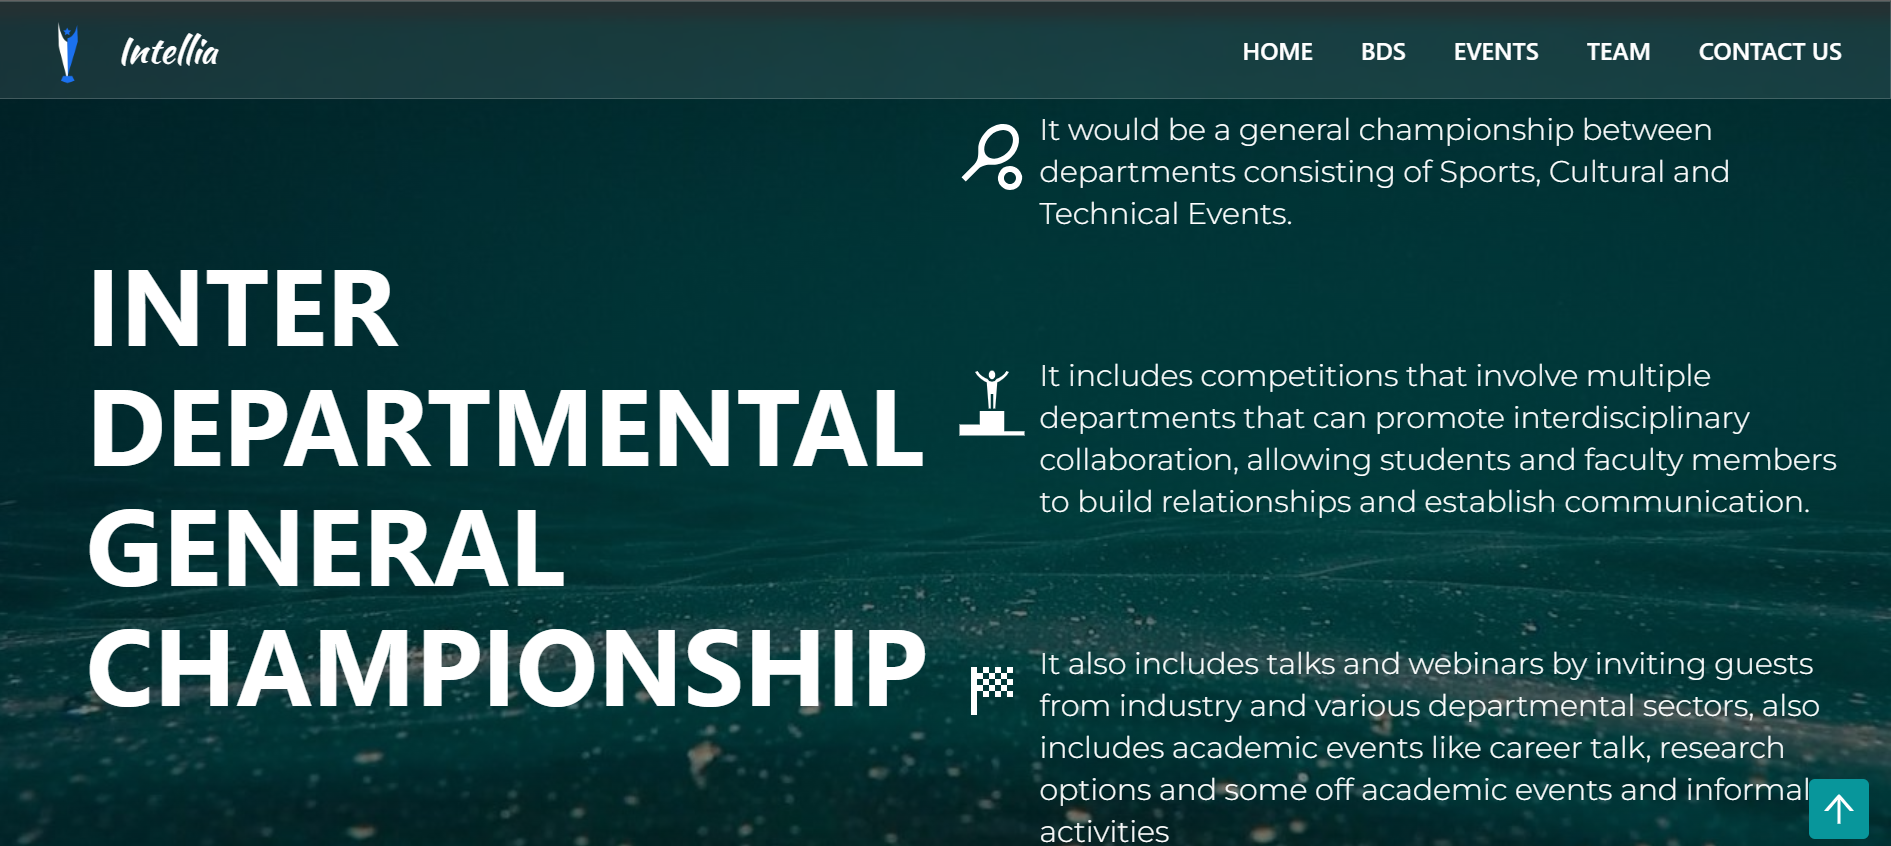 Intellia
HOME BDS EVENTS TEAM CONTACT US
INTER
DEPARTMENTAL
GENERAL
CHAMPIONSHIP
It would be a general championship between
departments consisting of Sports, Cultural and
Technical Events.
It includes competitions that involve multiple
departments that can promote interdisciplinary
collaboration, allowing students and faculty members
to build relationships and establish communication.
It also includes talks and webinars by inviting guests
from industry and various departmental sectors, also
includes academic events like career talk, research
options and some off academic events and informal
activities